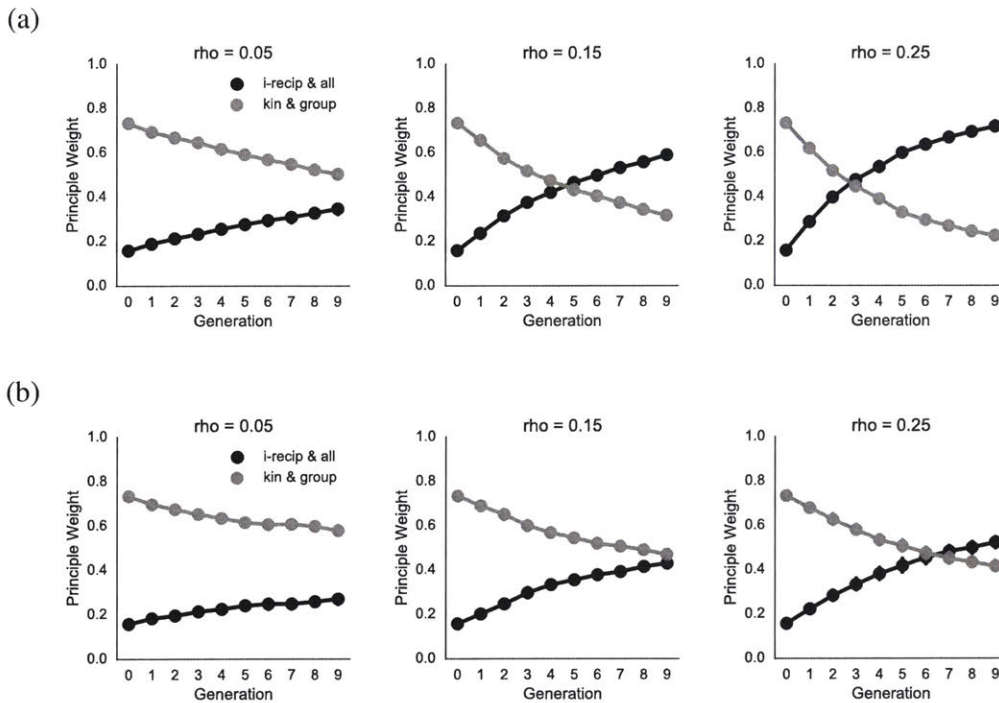 (a)
rho = 0.05
1.0
0.8
0.6
0.4
0.2
0.0
Principle Weight
i-recip & all
kin & group
0 1 2 3 4 5 6 7 8 9
Generation
rho = 0.15
1.0
0.8
0.6
0.4
0.2
0.0
Principle Weight
0 1 2 3 4 5 6 7 8 9
Generation
rho = 0.25
1.0
0.8
0.6
0.4
0.2
0.0
Principle Weight
0 1 2 3 4 5 6 7 8 9
Generation
(b)
rho = 0.05
1.0
0.8
0.6
0.4
0.2
0.0
Principle Weight
i-recip & all
kin & group
0 1 2 3 4 5 6 7 8 9
Generation
rho = 0.15
1.0
0.8
0.6
0.4
0.2
0.0
Principle Weight
0 1 2 3 4 5 6 7 8 9
Generation
rho = 0.25
1.0
0.8
0.6
0.4
0.2
0.0
Principle Weight
0 1 2 3 4 5 6 7 8 9
Generation